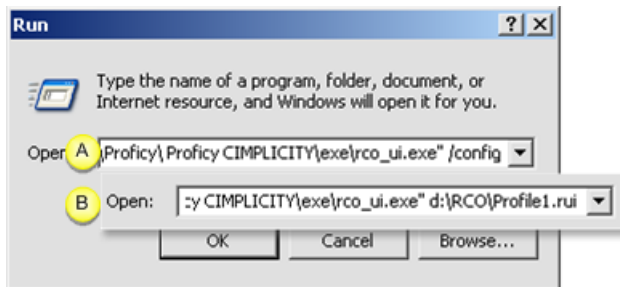 Run
Type the name of a program, folder, document, or
Internet resource, and Windows will open it for you.
Oper A \Proficy\ Proficy CIMPLICITY\exe\rco_ui.exe" /config
B Open: :y CIMPLICITY\exe\rco_ui.exe" d:\RCO\Profile1.rui
OK Cancel Browse...